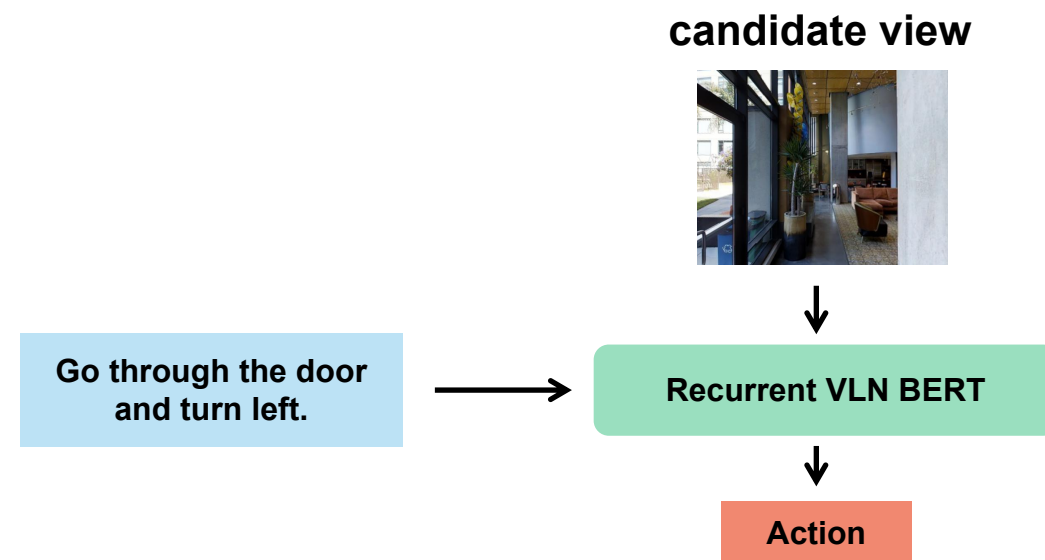 candidate view
Go through the door
and turn left.
Recurrent VLN BERT
Action